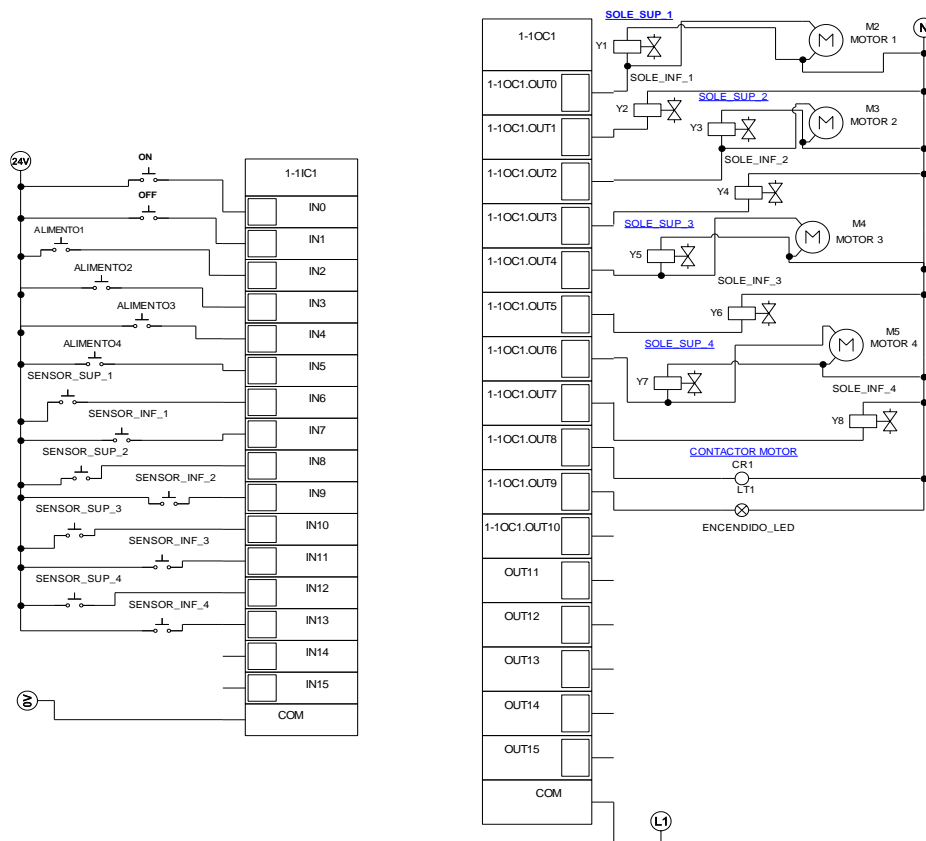 24V
ON
OFF
ALIMENTO1
ALIMENTO2
ALIMENTO3
ALIMENTO4
SENSOR_SUP_1
SENSOR_INF_1
SENSOR_SUP_2
SENSOR_INF_2
SENSOR_SUP_3
SENSOR_INF_3
SENSOR_SUP_4
SENSOR_INF_4
0V
1-1IC1
IN0
IN1
IN2
IN3
IN4
IN5
IN6
IN7
IN8
IN9
IN10
IN11
IN12
IN13
IN14
IN15
COM
1-1OC1
1-1OC1.OUT0
1-1OC1.OUT1
1-1OC1.OUT2
1-1OC1.OUT3
1-1OC1.OUT4
1-1OC1.OUT5
1-1OC1.OUT6
1-1OC1.OUT7
1-1OC1.OUT8
1-1OC1.OUT9
1-1OC1.OUT10
OUT11
OUT12
OUT13
OUT14
OUT15
COM
L1
SOLE_SUP_1
Y1
M
M2
MOTOR 1
N
SOLE_INF_1
Y2
SOLE_SUP_2
Y3
M
M3
MOTOR 2
SOLE_INF_2
Y4
SOLE_SUP_3
Y5
M
M4
MOTOR 3
SOLE_INF_3
Y6
SOLE_SUP_4
Y7
M
M5
MOTOR 4
SOLE_INF_4
Y8
CONTACTOR MOTOR
CR1
LT1
ENCENDIDO_LED